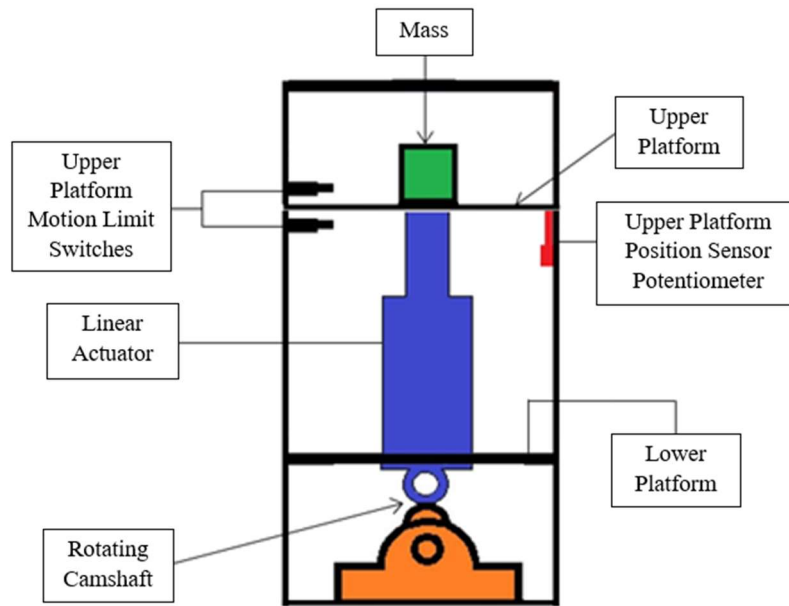 Mass
Upper
Platform
Upper
Platform
Motion Limit
Switches
Upper Platform
Position Sensor
Potentiometer
Linear
Actuator
Lower
Platform
Rotating
Camshaft